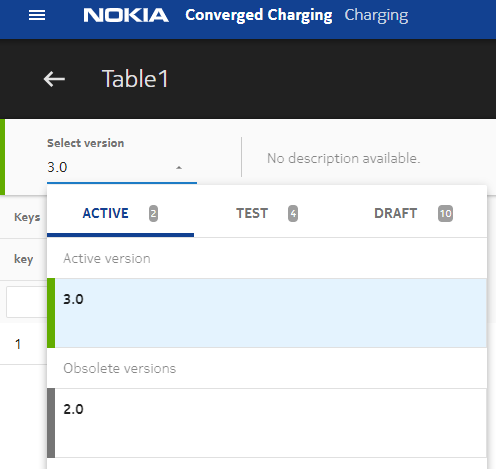 NOKIA Converged Charging Charging
Table1
Select version
3.0
No description available.
ACTIVE 2 TEST 4 DRAFT 10
Keys
Active version
key
3.0
1
Obsolete versions
2.0